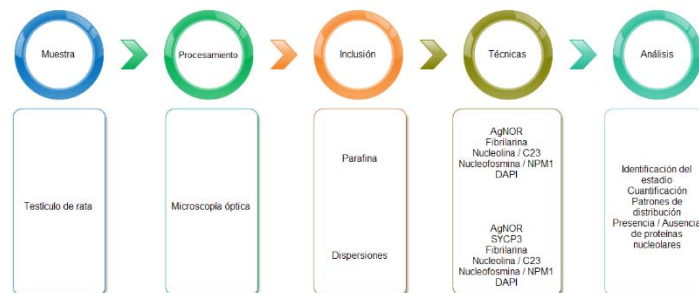 Muestra
Procesamiento
Inclusión
Técnicas
Análisis
Testículo de rata
Microscopía óptica
Parafina
Dispersiones
AgNOR
Fibrilarina
Nucleolina / C23
Nucleofosmina / NPM1
DAPI
AgNOR
SYCP3
Fibrilarina
Nucleolina / C23
Nucleofosmina / NPM1
DAPI
Identificación del
estadio
Cuantificación
Patrones de
distribución
Presencia / Ausencia
de proteínas
nucleolares